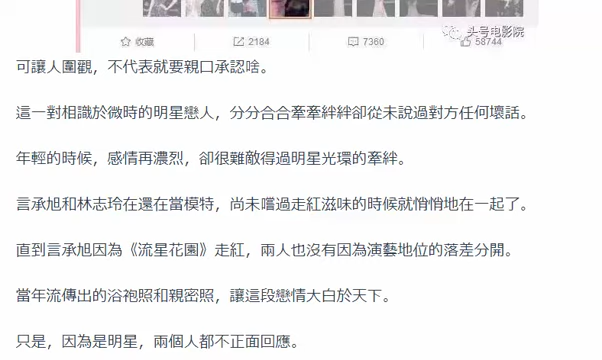 收藏
2184
7360
58744
头号电影院
可讓人圍觀，不代表就要親口承認啥。
這一對相識於微時的明星戀人，分分合合牽牽絆絆卻從未說過對方任何壞話。
年輕的時候，感情再濃烈，卻很難敵得過明星光環的牽絆。
言承旭和林志玲在還在當模特，尚未嚐過走紅滋味的時候就悄悄地在一起了。
直到言承旭因為《流星花園》走紅，兩人也沒有因為演藝地位的落差分開。
當年流傳出的浴袍照和親密照，讓這段戀情大白於天下。
只是，因為是明星，兩個人都不正面回應。